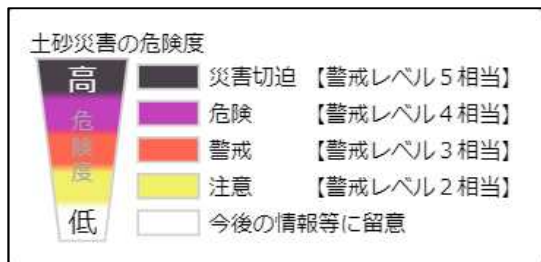 土砂災害の危険度
高
危険度
低
災害切迫 【警戒レベル５相当】
危険 【警戒レベル４相当】
警戒 【警戒レベル３相当】
注意 【警戒レベル２相当】
今後の情報等に留意